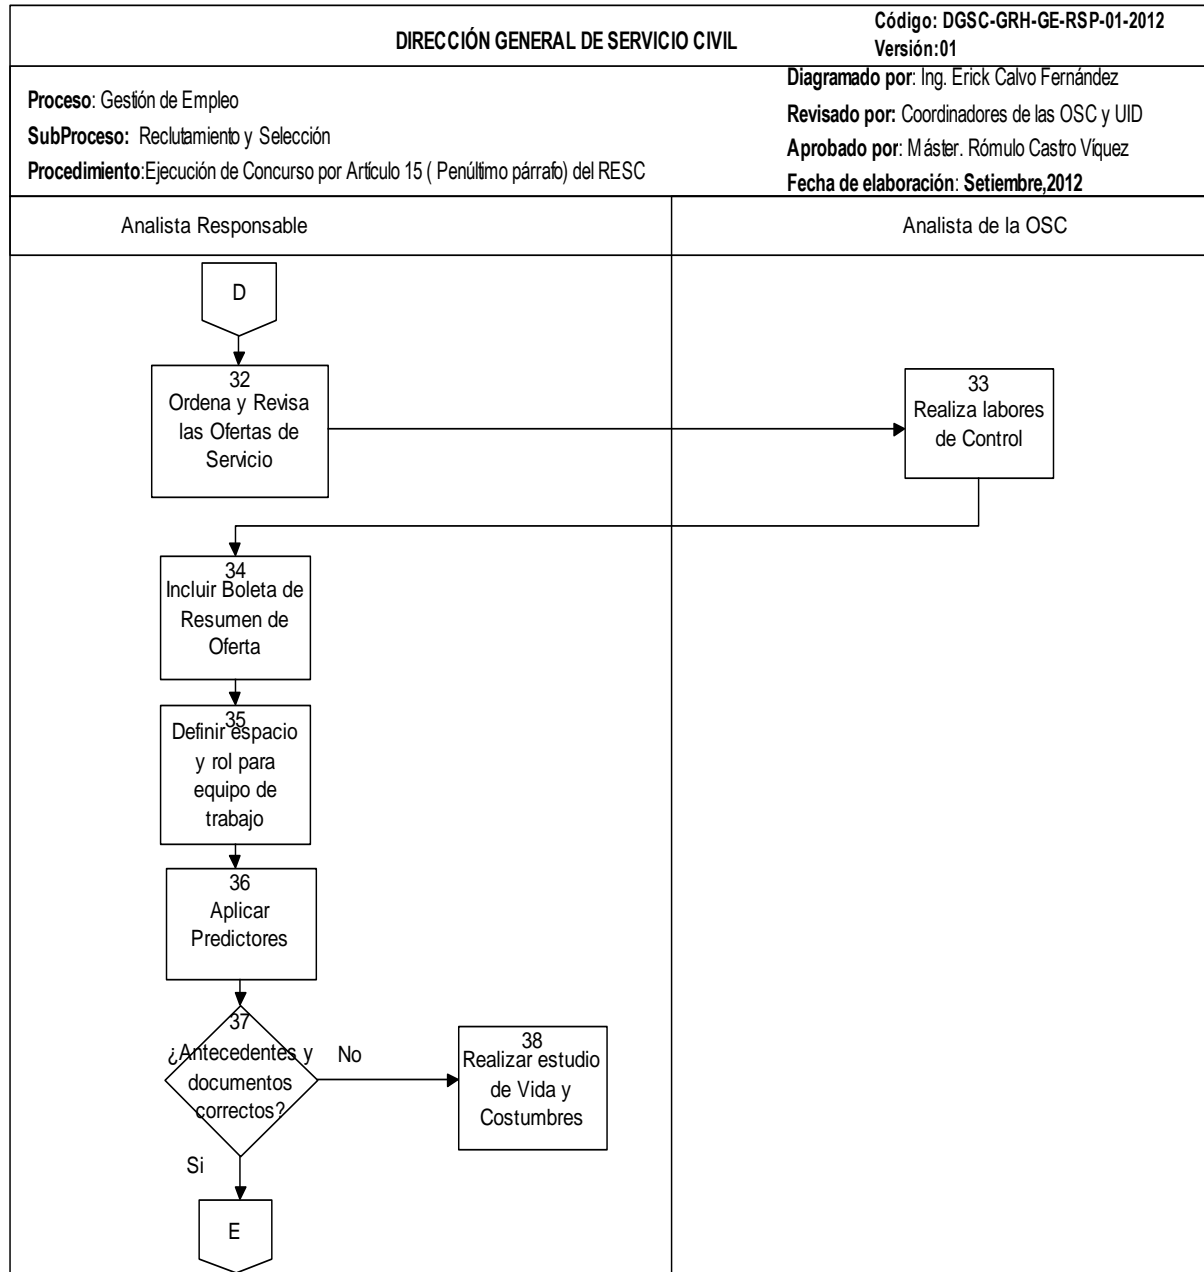 DIRECCIÓN GENERAL DE SERVICIO CIVIL
Código: DGSC-GRH-GE-RSP-01-2012
Versión:01
Proceso: Gestión de Empleo
SubProceso: Reclutamiento y Selección
Procedimiento:Ejecución de Concurso por Artículo 15 ( Penúltimo párrafo) del RESC
Diagramado por: Ing. Erick Calvo Fernández
Revisado por: Coordinadores de las OSC y UID
Aprobado por: Máster. Rómulo Castro Víquez
Fecha de elaboración: Setiembre,2012
Analista Responsable
Analista de la OSC
D
32
Ordena y Revisa
las Ofertas de
Servicio
33
Realiza labores
de Control
34
Incluir Boleta de
Resumen de
Oferta
35
Definir espacio
y rol para
equipo de
trabajo
36
Aplicar
Predictores
37
¿Antecedentes y
documentos
correctos?
No
38
Realizar estudio
de Vida y
Costumbres
Si
E